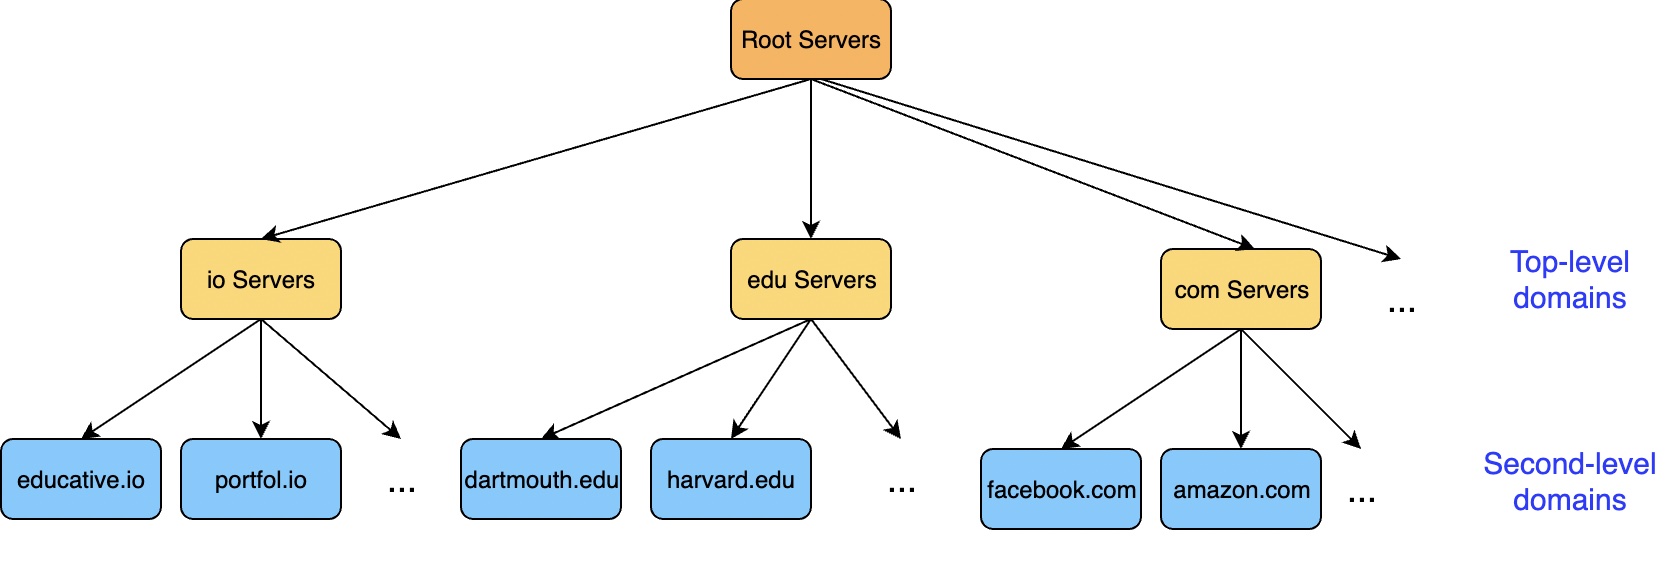 Root Servers
io Servers
edu Servers
com Servers
...
Top-level
domains
educative.io
portfol.io
...
dartmouth.edu
harvard.edu
...
facebook.com
amazon.com
...
Second-level
domains